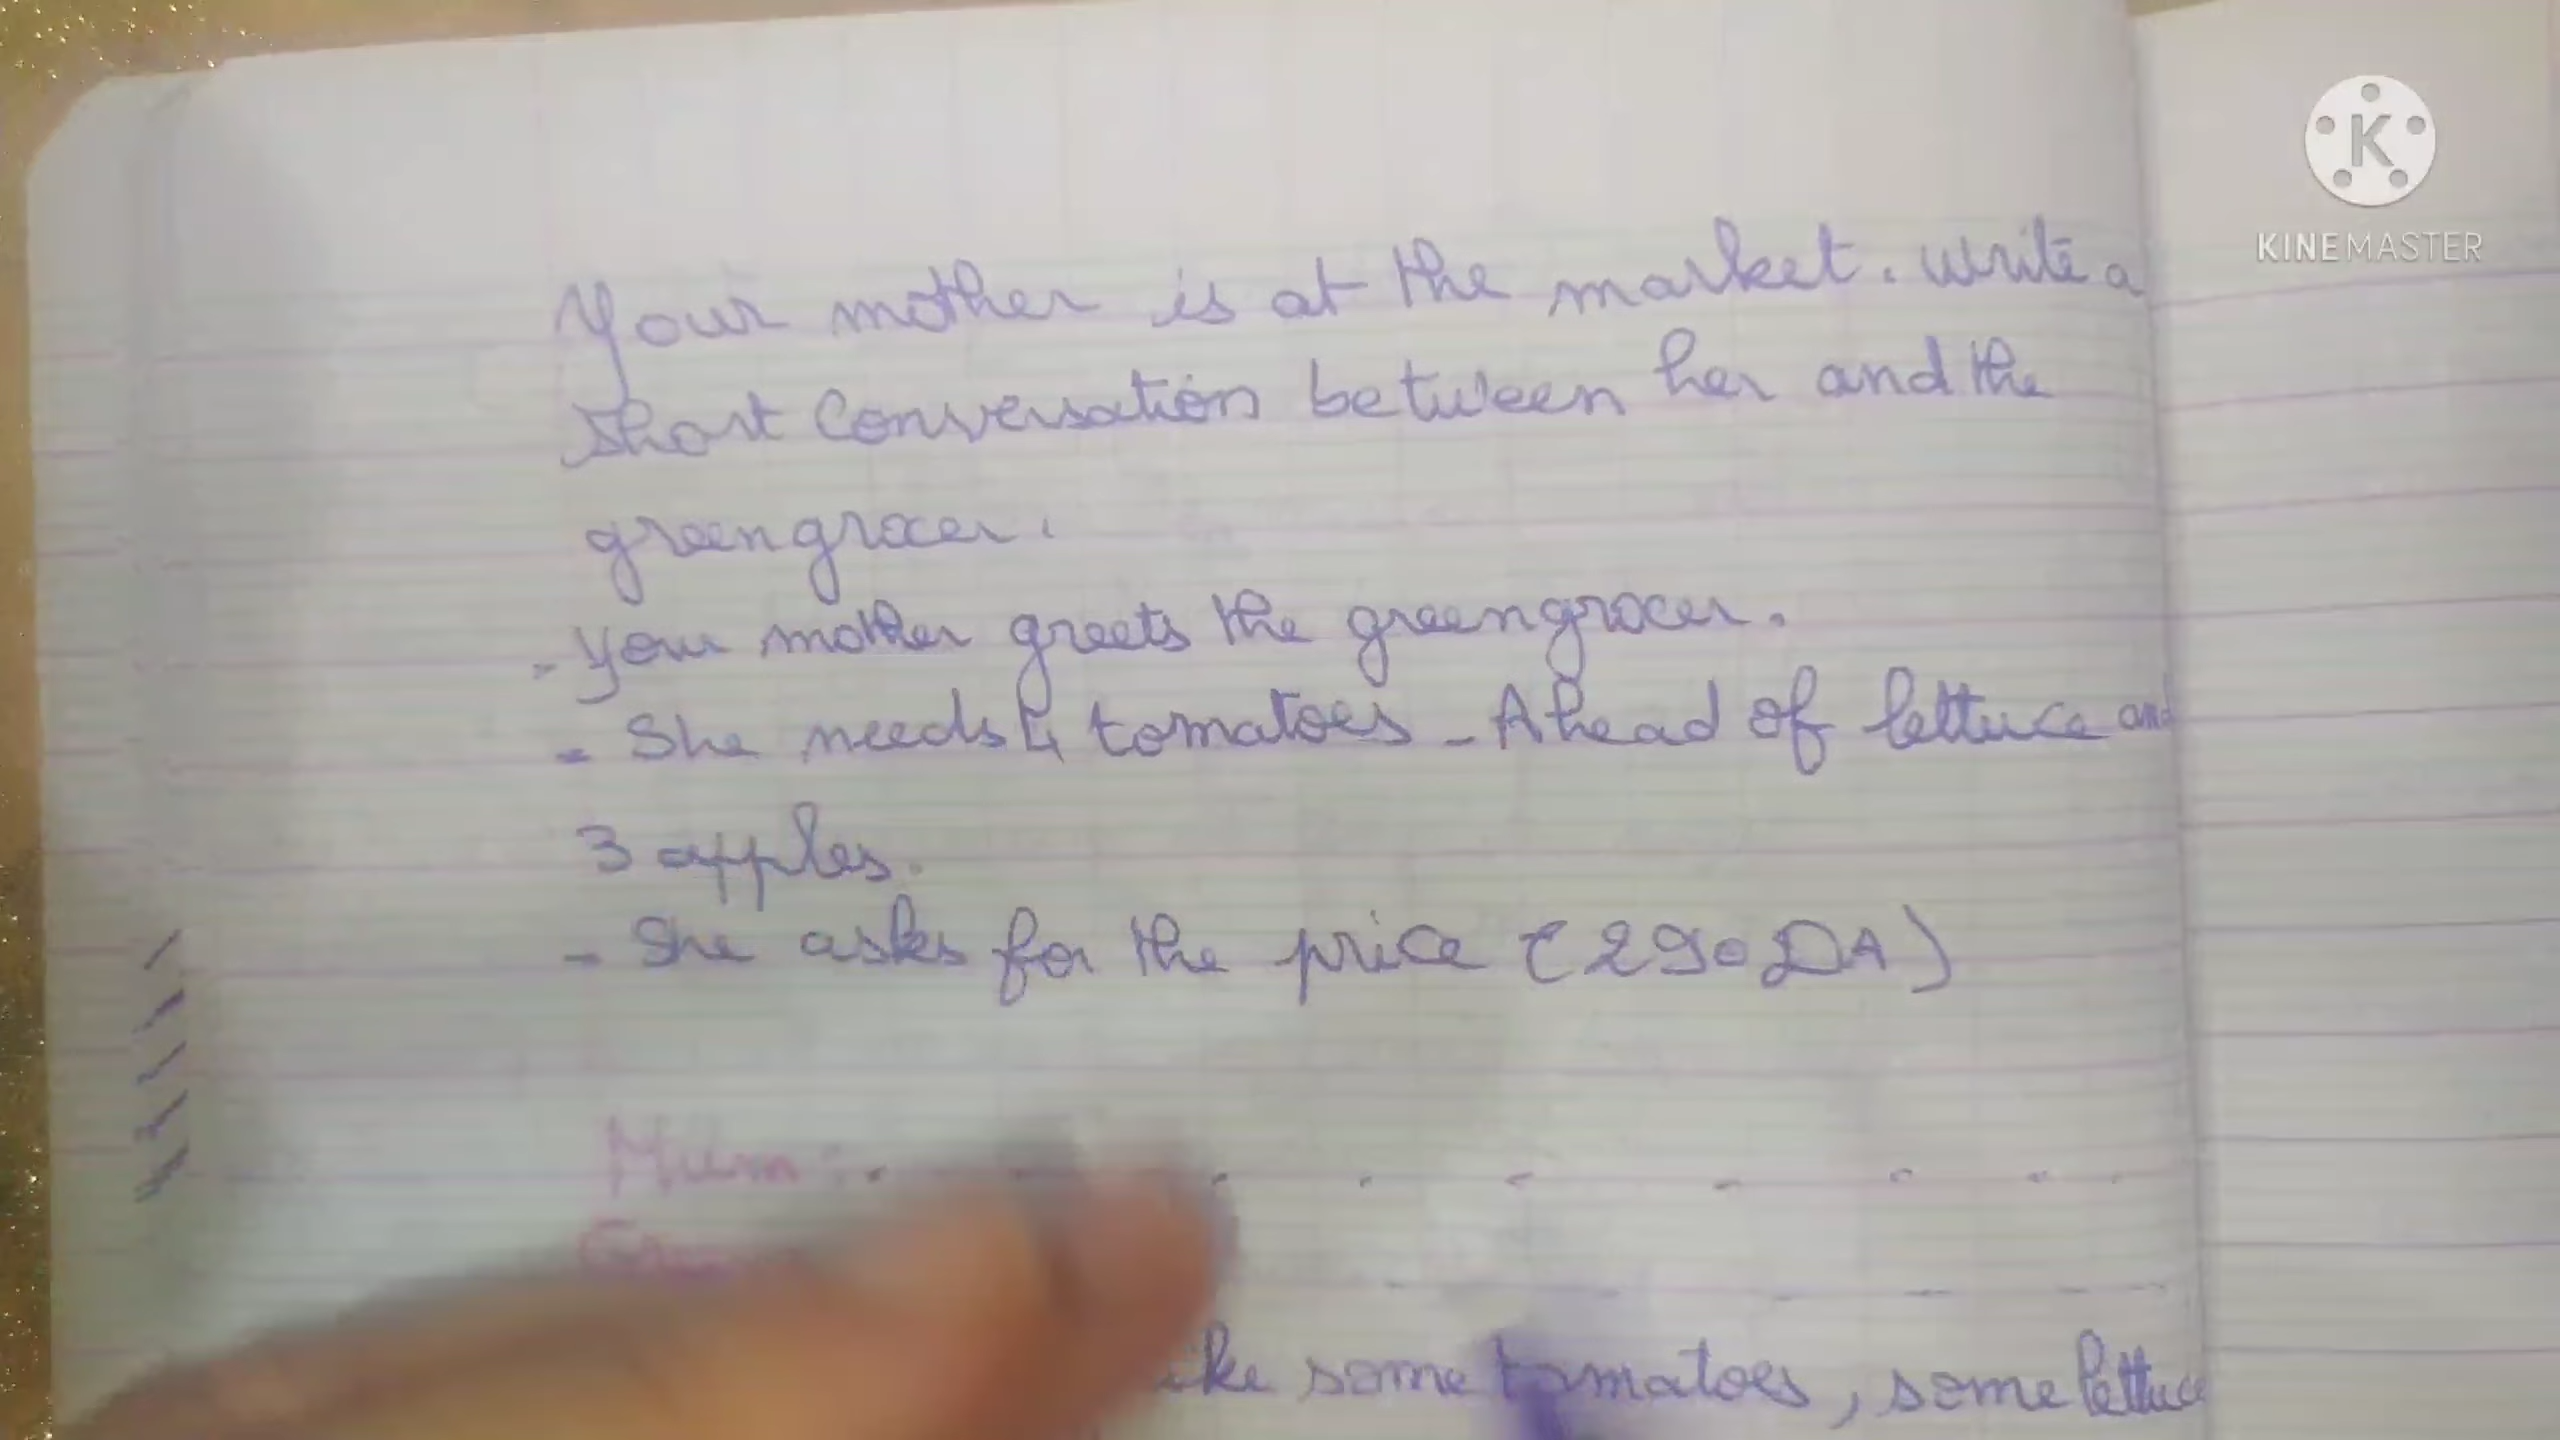 KINEMASTER
Your mother is at the market. Write a
short conversation between her and the
greengrocer.
- Your mother greets the greengrocer.
- She needs 4 tomatoes - A head of lettuce and
3 apples.
- She asks for the price (290 DA)
Mum :
some tomatoes, some lettuce